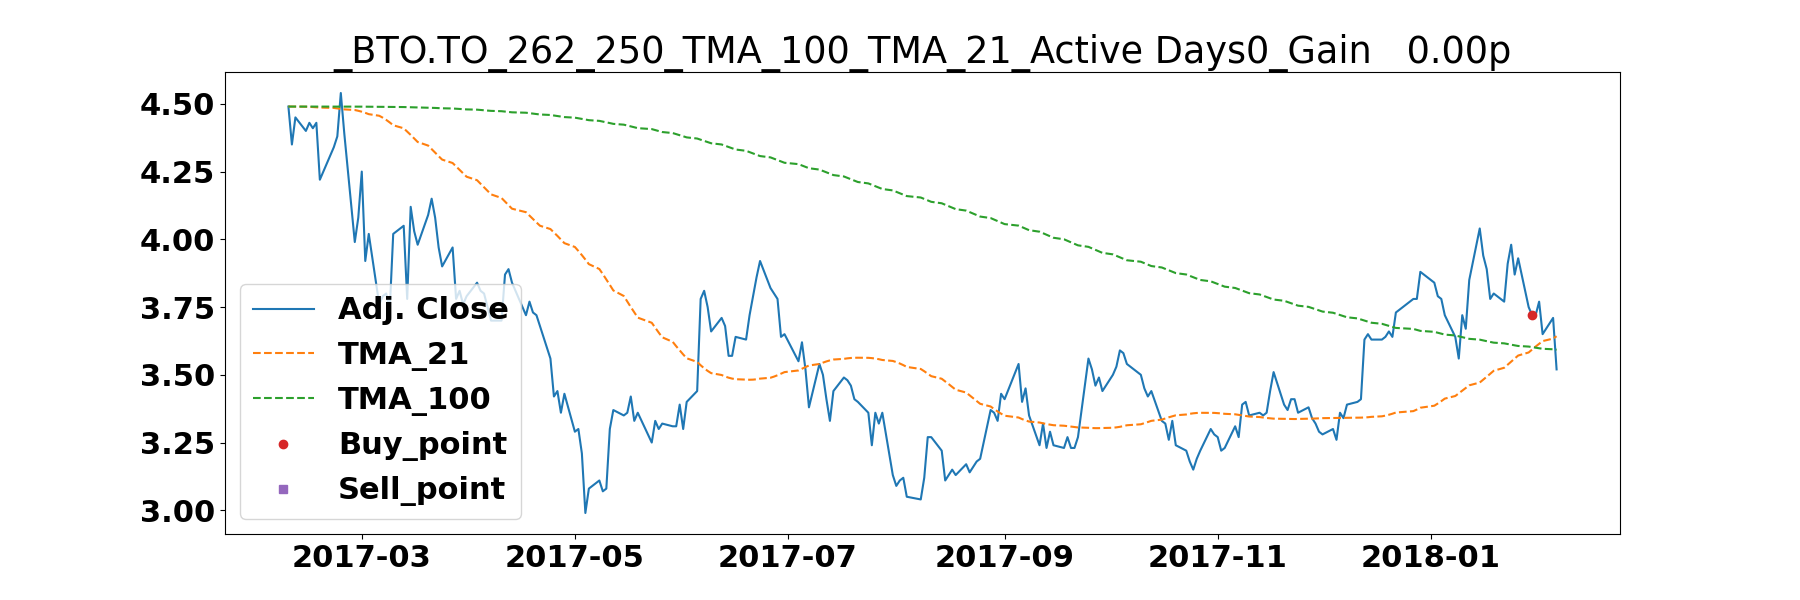 _BTO.TO_262_250_TMA_100_TMA_21_Active Days0_Gain   0.00p
4.50
4.25
4.00
3.75
3.50
3.25
3.00
Adj. Close
TMA_21
TMA_100
Buy_point
Sell_point
2017-03 2017-05 2017-07 2017-09 2017-11 2018-01